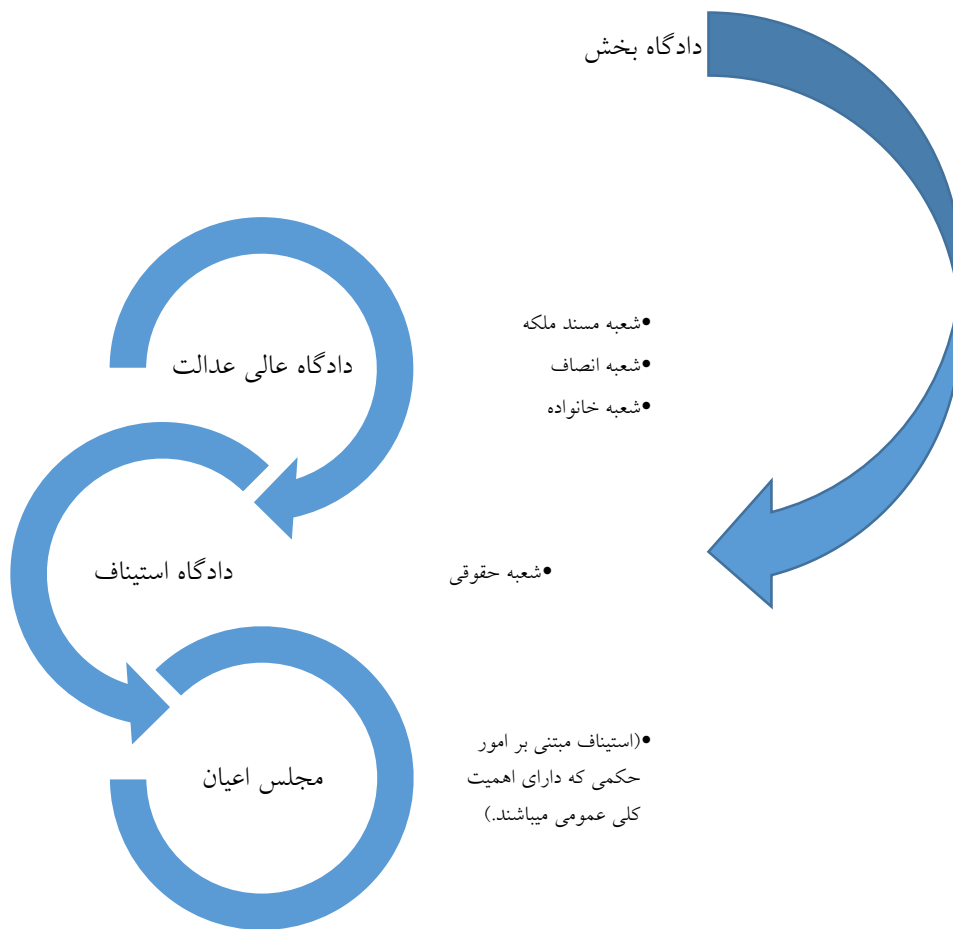 دادگاه بخش
•شعبه مسند ملکه
دادگاه عالی عدالت
•شعبه انصاف
•شعبه خانواده
•شعبه حقوقی
دادگاه استیناف
•(استیناف مبتنی بر امور
حکمی که دارای اهمیت
کلی عمومی میباشند.)
مجلس اعیان